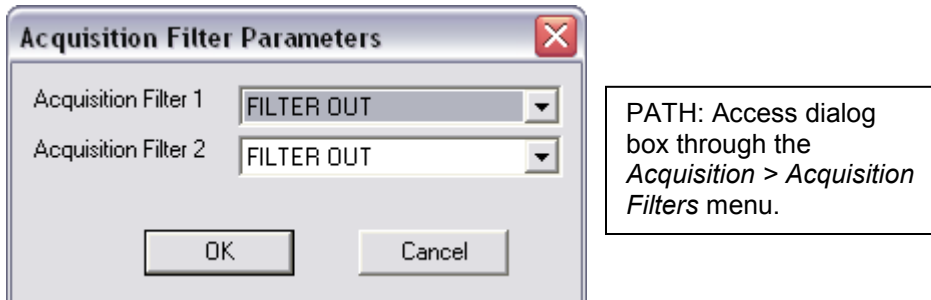 Acquisition Filter Parameters
Acquisition Filter 1 FILTER OUT
Acquisition Filter 2 FILTER OUT
OK Cancel
PATH: Access dialog
box through the
Acquisition > Acquisition
Filters menu.